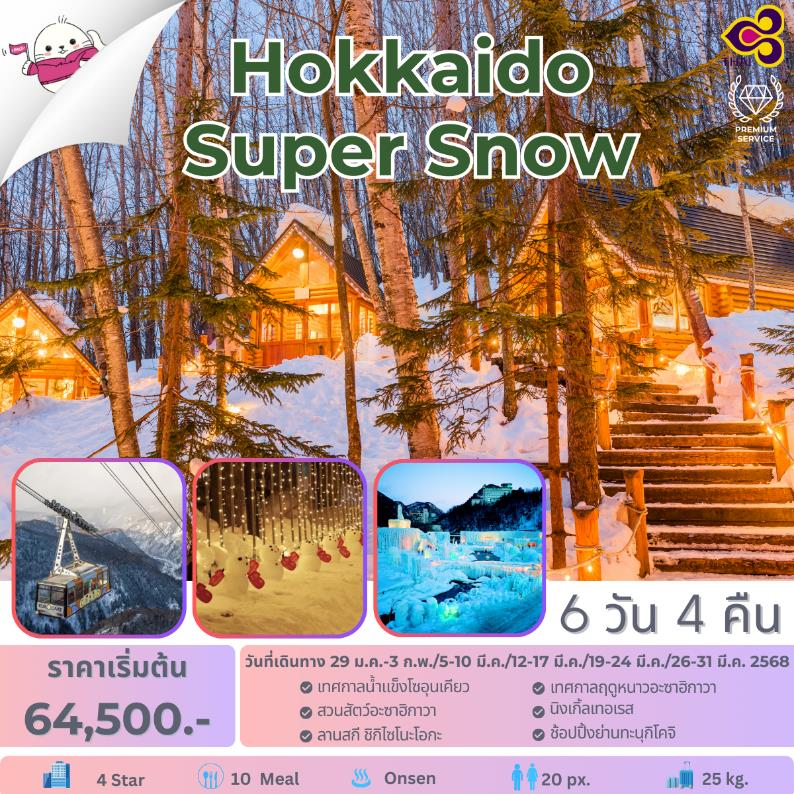 Hokkaido
Super Snow
THAI
PREMIUM
SERVICE
6 วัน 4 คืน
ราคาเริ่มต้น
64,500.-
วันที่เดินทาง 29 ม.ค.-3 ก.พ./5-10 มี.ค./12-17 มี.ค./19-24 มี.ค./26-31 มี.ค. 2568
เทศกาลน้ำแข็งโซอุนเคียว
เทศกาลฤดูหนาวอะซาฮิกาวา
สวนสัตว์อะซาฮิกาวา
นิงเกิ้ลเทอเรส
ลานสกี ชิกิไซโนะโอกะ
ช้อปปิ้งย่านทะนุกิโคจิ
4 Star
10 Meal
Onsen
20 px.
25 kg.